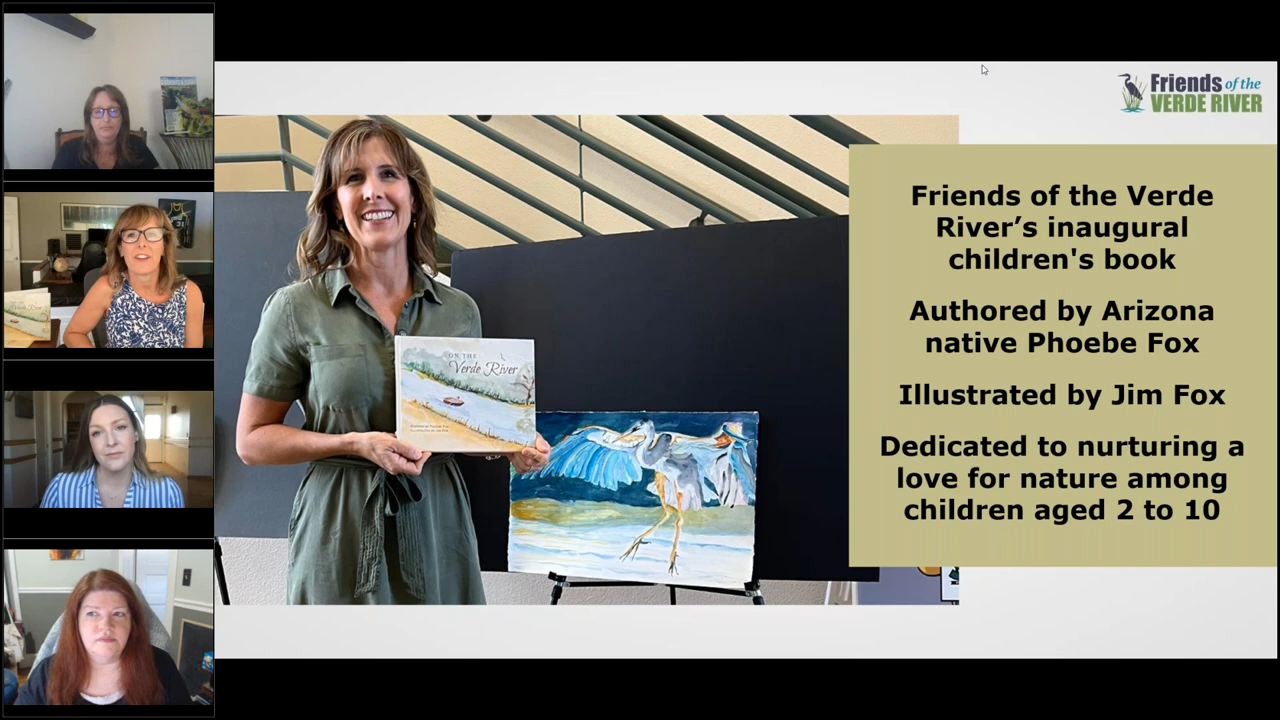 Friends of the
VERDE RIVER
Friends of the Verde
River’s inaugural
children's book
Authored by Arizona
native Phoebe Fox
Illustrated by Jim Fox
Dedicated to nurturing a
love for nature among
children aged 2 to 10
ON THE
Verde River